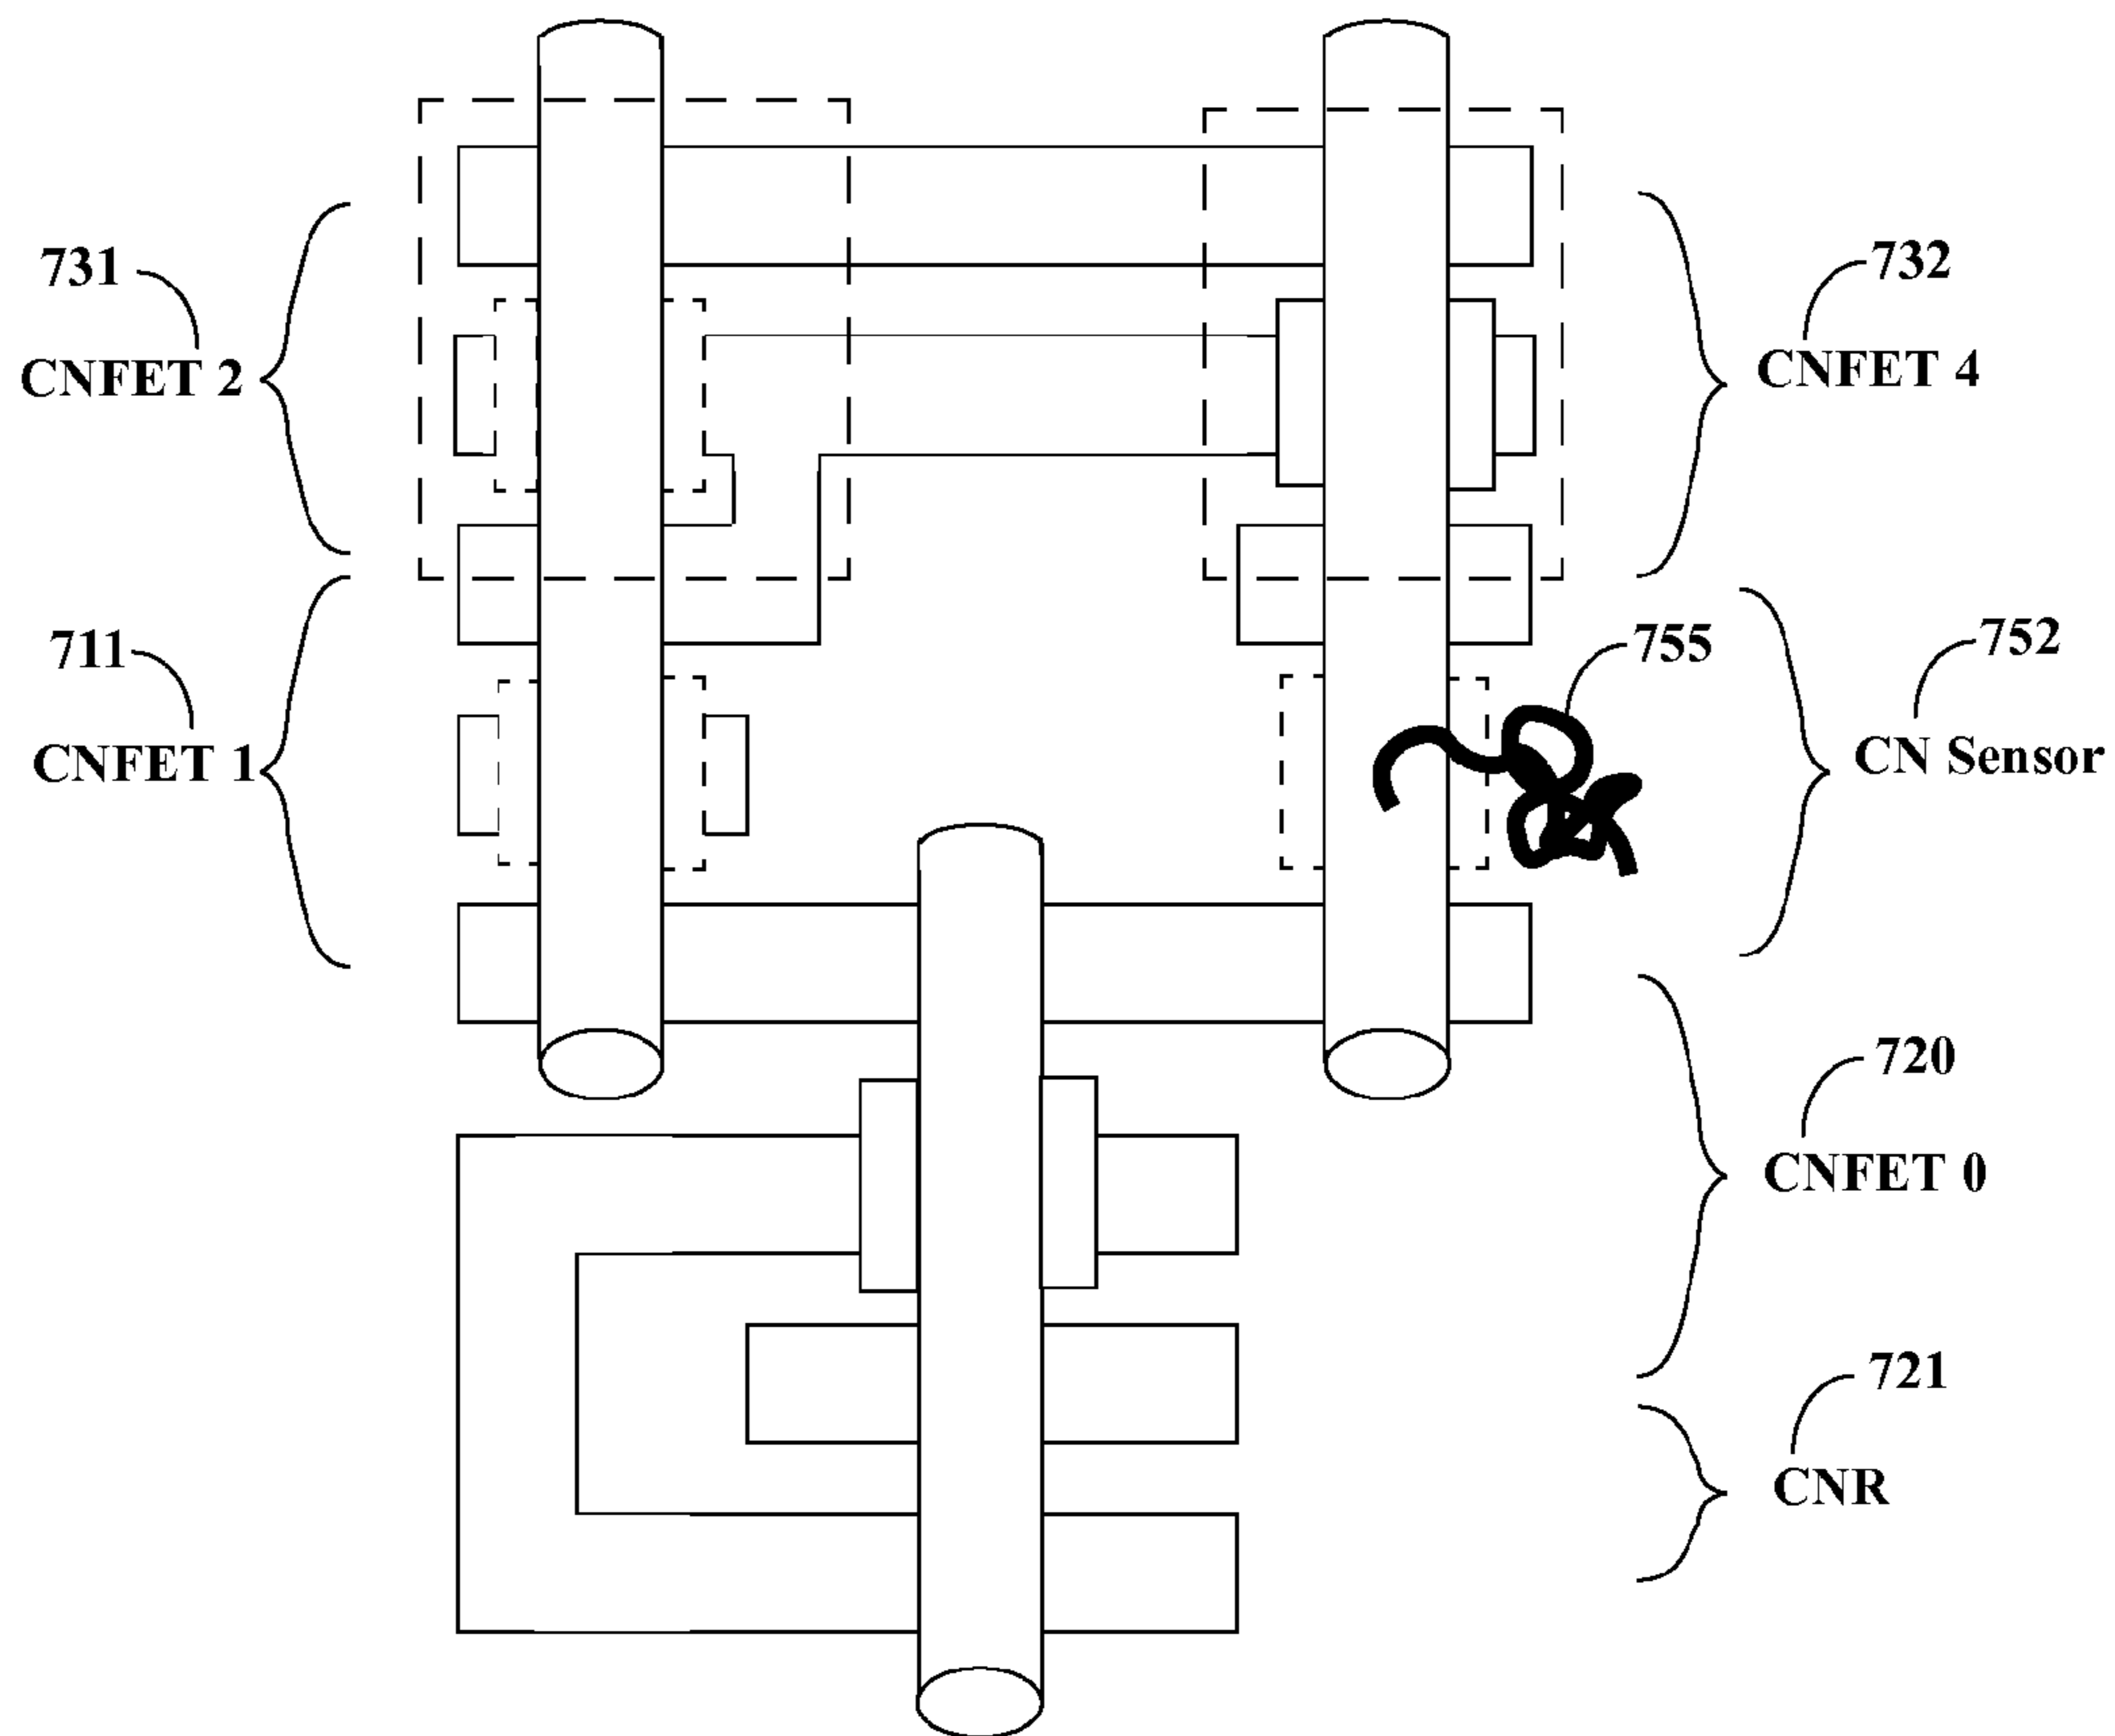 731
CNFET 2
732
CNFET 4
711
CNFET 1
755
752
CN Sensor
720
CNFET 0
721
CNR